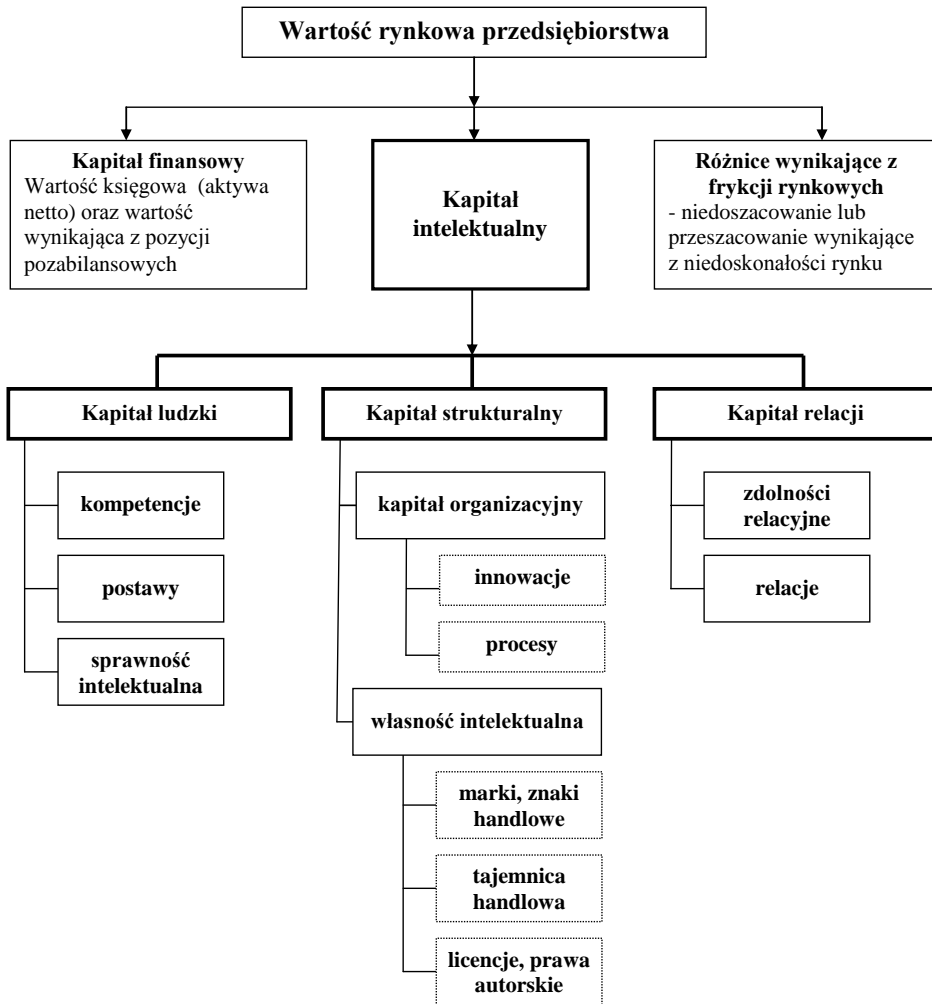 Wartość rynkowa przedsiębiorstwa
Kapitał finansowy
Wartość księgowa (aktywa
netto) oraz wartość
wynikająca z pozycji
pozabilansowych
Kapitał
intelektualny
Różnice wynikające z
frykcji rynkowych
- niedoszacowanie lub
przeszacowanie wynikające
z niedoskonałości rynku
Kapitał ludzki
kompetencje
postawy
sprawność
intelektualna
Kapitał strukturalny
kapitał organizacyjny
innowacje
procesy
własność intelektualna
marki, znaki
handlowe
tajemnica
handlowa
licencje, prawa
autorskie
Kapitał relacji
zdolności
relacyjne
relacje